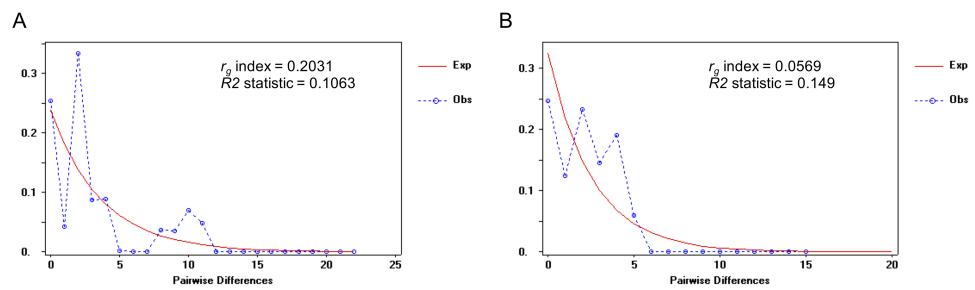 A
r_g index = 0.2031
R2 statistic = 0.1063
Exp
Obs
0.3
0.2
0.1
0.
0
5
10
15
20
25
Pairwise Differences
B
r_g index = 0.0569
R2 statistic = 0.149
Exp
Obs
0.3
0.2
0.1
0.
0
5
10
15
20
Pairwise Differences